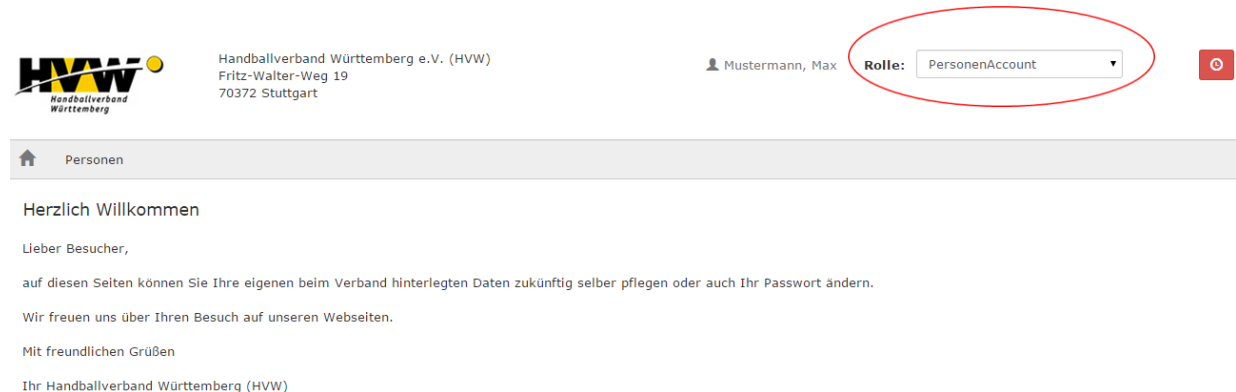 HVW
Handballverband
Württemberg
Handballverband Württemberg e.V. (HVW)
Fritz-Walter-Weg 19
70372 Stuttgart
Mustermann, Max Rolle: PersonenAccount
Personen
Herzlich Willkommen
Lieber Besucher,
auf diesen Seiten können Sie Ihre eigenen beim Verband hinterlegten Daten zukünftig selber pflegen oder auch Ihr Passwort ändern.
Wir freuen uns über Ihren Besuch auf unseren Webseiten.
Mit freundlichen Grüßen
Ihr Handballverband Württemberg (HVW)